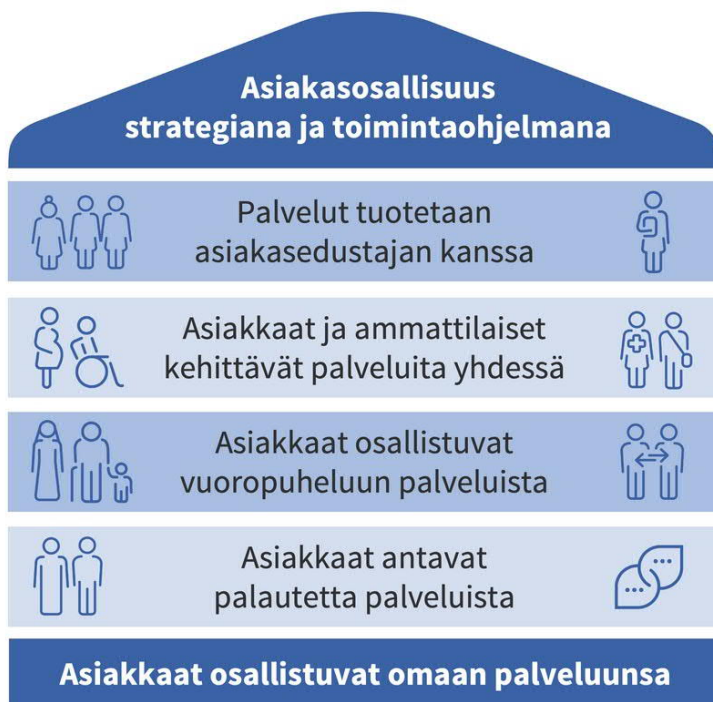 Asiakasosallisuus
strategiana ja toimintaohjelmana
Palvelut tuotetaan
asiakasedustajan kanssa
Asiakkaat ja ammattilaiset
kehittävät palveluita yhdessä
Asiakkaat osallistuvat
vuoropuheluun palveluista
Asiakkaat antavat
palautetta palveluista
Asiakkaat osallistuvat omaan palveluunsa